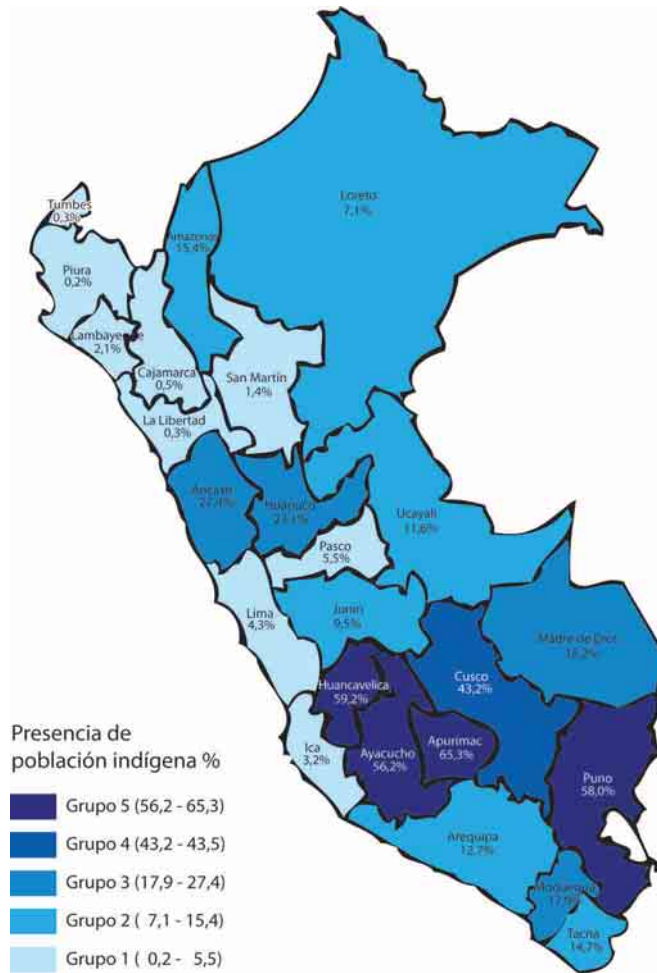 Loreto
7,1%
Tumbes
0,3%
Amazonas
15,4%
Piura
0,2%
Lambayeque
2,1%
Cajamarca
0,5%
San Martín
1,4%
La Libertad
0,3%
Ancash
27,4%
Huánuco
Ucayali
11,6%
Pasco
5,5%
Lima
4,3%
Junín
9,5%
Madre de Dios
Cusco
43,2%
Huancavelica
59,2%
Ica
3,2%
Ayacucho
56,2%
Apurimac
65,3%
Puno
58,0%
Arequipa
12,7%
Moquegua
17,9%
Tacna
14,7%
Presencia de
población indígena %
Grupo 5 (56,2 - 65,3)
Grupo 4 (43,2 - 43,5)
Grupo 3 (17,9 - 27,4)
Grupo 2 ( 7,1 - 15,4)
Grupo 1 ( 0,2 - 5,5)